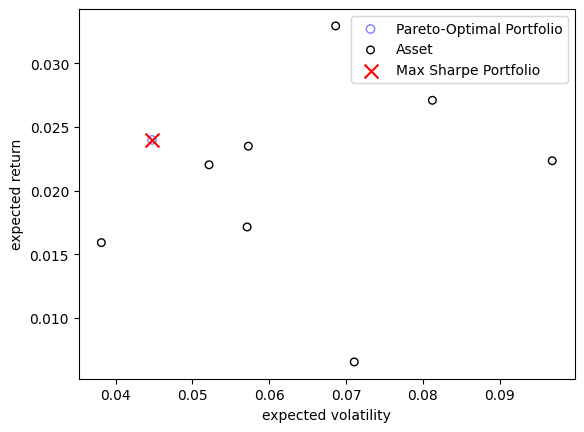 Pareto-Optimal Portfolio
Asset
Max Sharpe Portfolio
expected return
0.030
0.025
0.020
0.015
0.010
0.04 0.05 0.06 0.07 0.08 0.09
expected volatility